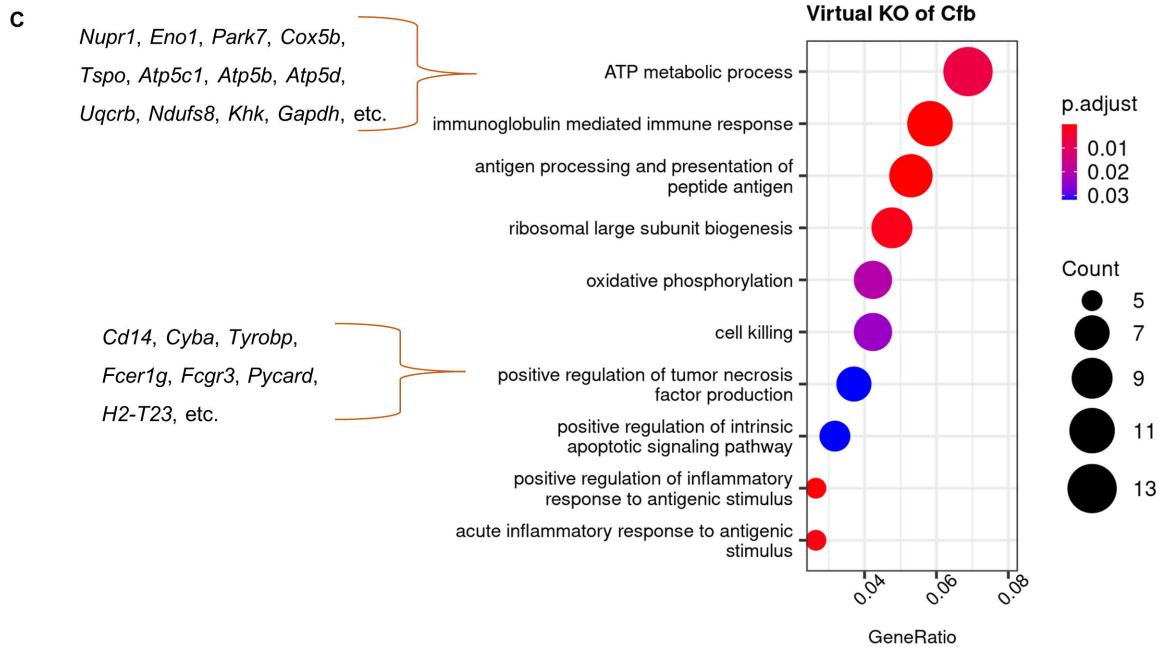 C
Nupr1, Eno1, Park7, Cox5b,
Tspo, Atp5c1, Atp5b, Atp5d,
Uqcrb, Ndufs8, Khk, Gapdh, etc.
Cd14, Cyba, Tyrobp,
Fcer1g, Fcgr3, Pycard,
H2-T23, etc.
Virtual KO of Cfb
ATP metabolic process
immunoglobulin mediated immune response
antigen processing and presentation of
peptide antigen
ribosomal large subunit biogenesis
oxidative phosphorylation
cell killing
positive regulation of tumor necrosis
factor production
positive regulation of intrinsic
apoptotic signaling pathway
positive regulation of inflammatory
response to antigenic stimulus
acute inflammatory response to antigenic
stimulus
0.04
0.06
0.08
GeneRatio
p.adjust
0.01
0.02
0.03
Count
5
7
9
11
13